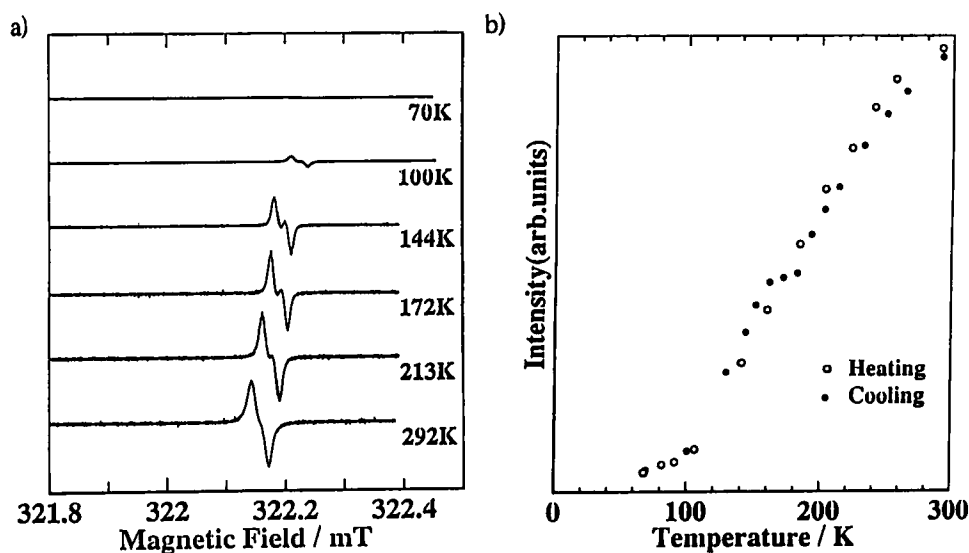 a)
70K
100K
144K
172K
213K
292K
321.8 322 322.2 322.4
Magnetic Field / mT
b)
Intensity(arb.units)
Heating
Cooling
0 100 200 300
Temperature / K